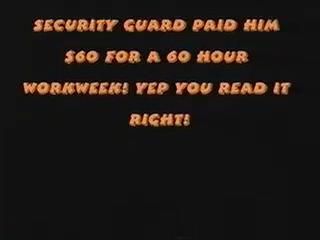 SECURITY GUARD PAID HIM
$60 FOR A 60 HOUR
WORKWEEK! YEP YOU READ IT
RIGHT!